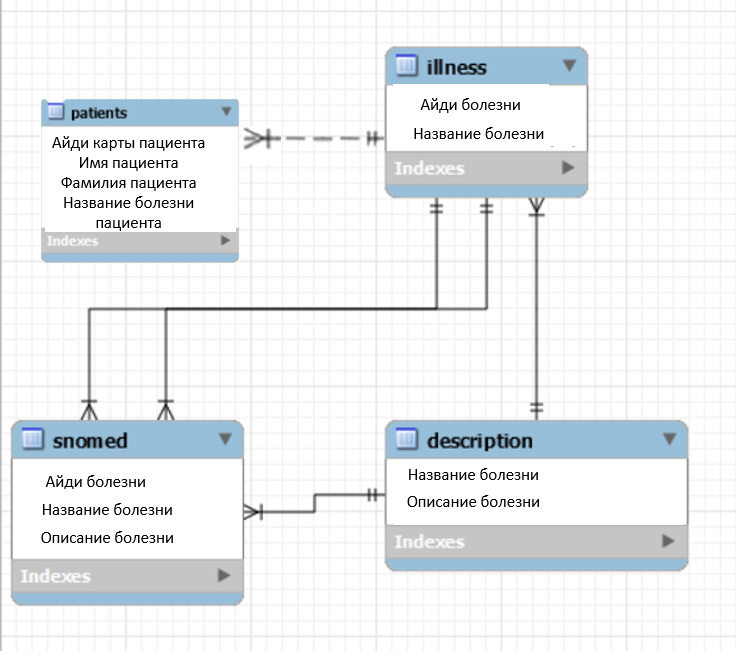 patients
Айди карты пациента
Имя пациента
Фамилия пациента
Название болезни
пациента
Indexes
illness
Айди болезни
Название болезни
Indexes
snomed
Айди болезни
Название болезни
Описание болезни
Indexes
description
Название болезни
Описание болезни
Indexes